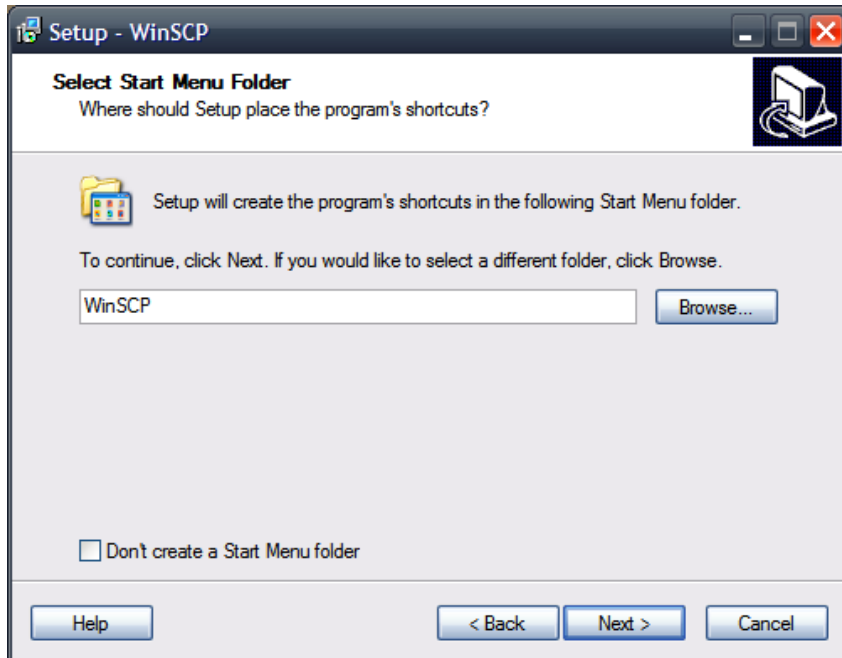 Setup - WinSCP
Select Start Menu Folder
Where should Setup place the program's shortcuts?
Setup will create the program's shortcuts in the following Start Menu folder.
To continue, click Next. If you would like to select a different folder, click Browse.
WinSCP
Browse...
Don't create a Start Menu folder
Help
< Back
Next >
Cancel